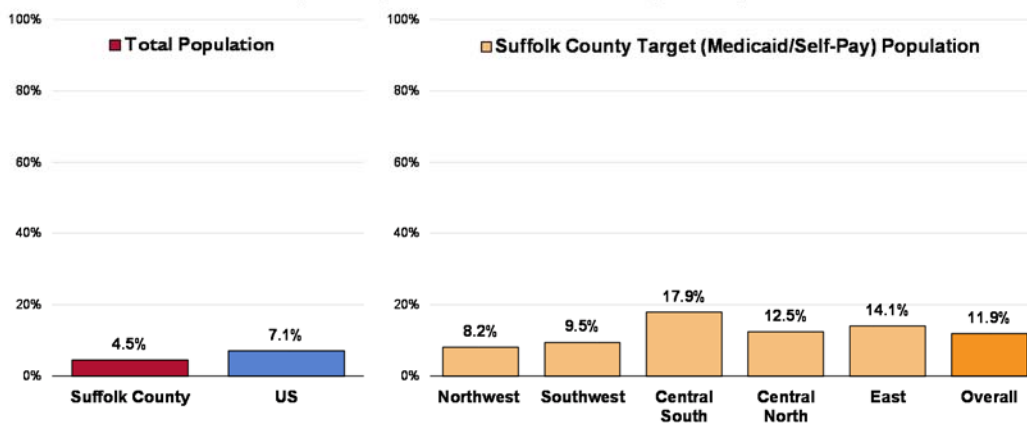 100%
80%
60%
40%
20%
0%
Total Population
4.5%
7.1%
Suffolk County
US
100%
80%
60%
40%
20%
0%
Suffolk County Target (Medicaid/Self-Pay) Population
8.2%
9.5%
17.9%
12.5%
14.1%
11.9%
Northwest
Southwest
Central
South
Central
North
East
Overall